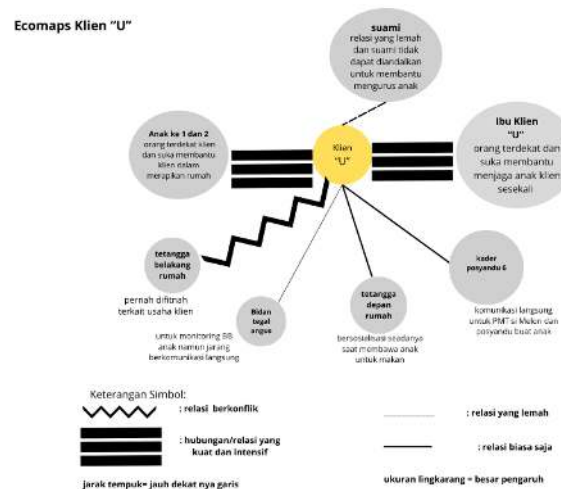 Ecomaps Klien "U"
suami
relasi yang lemah
dan suami tidak
dapat diandalkan
untuk membantu
mengurus anak
Anak ke 1 dan 2
orang terdekat klien
dan suka membantu
klien dalam
merapikan rumah
Klien
"U"
Ibu Klien
"U"
orang terdekat dan
suka membantu
menjaga anak klien
sesekali
tetangga
belakang
rumah
pernah difitnah
terkait usaha klien
Bidan
tegal
angus
untuk monitoring BB
anak namun jarang
berkomunikasi langsung
tetangga
depan
rumah
bersosialisasi seadanya
saat membawa anak
untuk makan
kader
posyandu 6
komunikasi langsung
untuk PMT si Melon dan
posyandu buat anak
Keterangan Simbol:
: relasi berkonflik
: hubungan/relasi yang
kuat dan intensif
jarak tempuk= jauh dekat nya garis
: relasi yang lemah
: relasi biasa saja
ukuran lingkarang = besar pengaruh